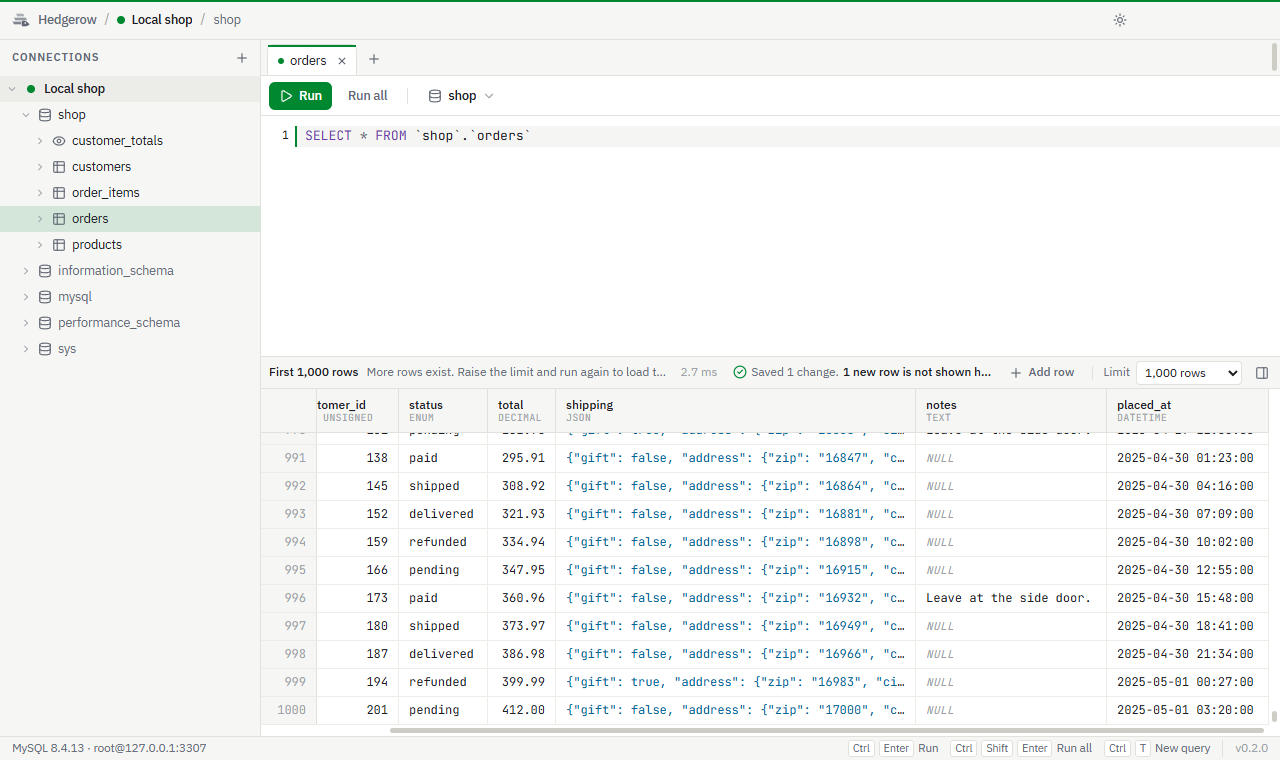 Hedgerow / Local shop / shop
CONNECTIONS
Local shop
shop
customer_totals
customers
order_items
orders
products
information_schema
mysql
performance_schema
sys
orders
Run Run all shop
1 SELECT * FROM `shop`.`orders`
First 1,000 rows More rows exist. Raise the limit and run again to load t… 2.7 ms Saved 1 change. 1 new row is not shown h… Add row Limit 1,000 rows
tomer_id status total shipping notes placed_at
UNSIGNED ENUM DECIMAL JSON TEXT DATETIME
991 138 paid 295.91 {"gift": false, "address": {"zip": "16847", "c… NULL 2025-04-30 01:23:00
992 145 shipped 308.92 {"gift": false, "address": {"zip": "16864", "c… NULL 2025-04-30 04:16:00
993 152 delivered 321.93 {"gift": false, "address": {"zip": "16881", "c… NULL 2025-04-30 07:09:00
994 159 refunded 334.94 {"gift": false, "address": {"zip": "16898", "c… NULL 2025-04-30 10:02:00
995 166 pending 347.95 {"gift": false, "address": {"zip": "16915", "c… NULL 2025-04-30 12:55:00
996 173 paid 360.96 {"gift": false, "address": {"zip": "16932", "c… Leave at the side door. 2025-04-30 15:48:00
997 180 shipped 373.97 {"gift": false, "address": {"zip": "16949", "c… NULL 2025-04-30 18:41:00
998 187 delivered 386.98 {"gift": false, "address": {"zip": "16966", "c… NULL 2025-04-30 21:34:00
999 194 refunded 399.99 {"gift": true, "address": {"zip": "16983", "ci… NULL 2025-05-01 00:27:00
1000 201 pending 412.00 {"gift": false, "address": {"zip": "17000", "c… NULL 2025-05-01 03:20:00
MySQL 8.4.13 · root@127.0.0.1:3307 Ctrl Enter Run Ctrl Shift Enter Run all Ctrl T New query v0.2.0